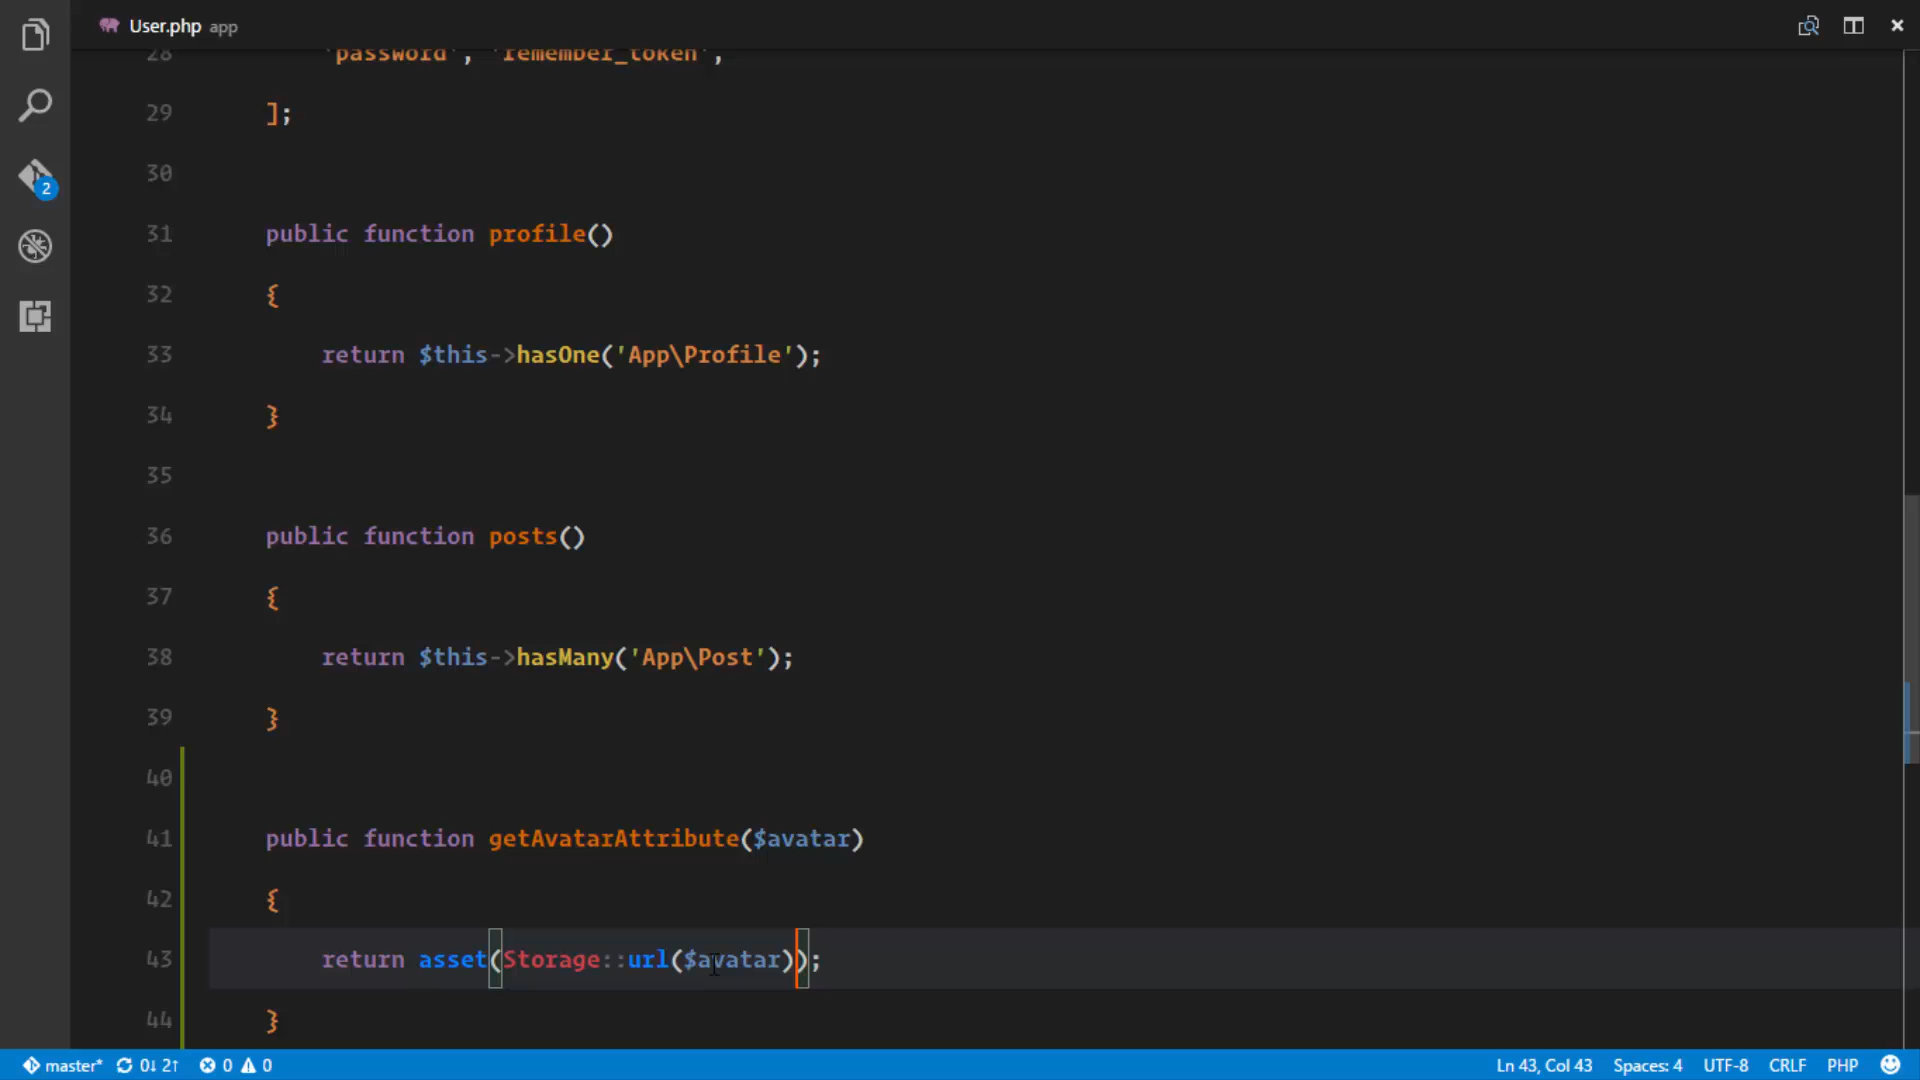 User.php app
28 'password', 'remember_token',
29 ];
30
31 public function profile()
32 {
33 return $this->hasOne('App\Profile');
34 }
35
36 public function posts()
37 {
38 return $this->hasMany('App\Post');
39 }
40
41 public function getAvatarAttribute($avatar)
42 {
43 return asset(Storage::url($avatar));
44 }
2
master* 0↓ 2↑ 0 0 Ln 43, Col 43 Spaces: 4 UTF-8 CRLF PHP